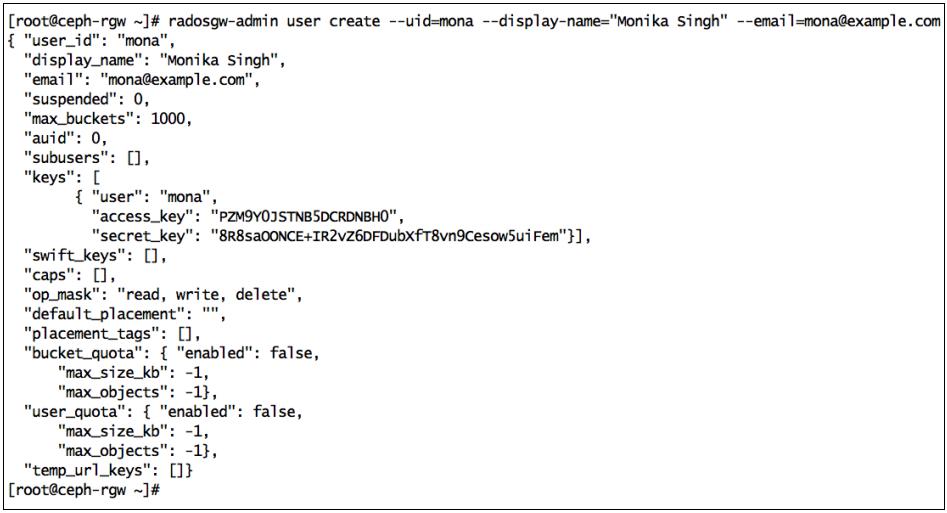 [root@ceph-rgw ~]# radosgw-admin user create --uid=mona --display-name="Monika Singh" --email=mona@example.com
{ "user_id": "mona",
"display_name": "Monika Singh",
"email": "mona@example.com",
"suspended": 0,
"max_buckets": 1000,
"auid": 0,
"subusers": [],
"keys": [
{ "user": "mona",
"access_key": "PZM9Y0JSTNB5DCRDNBH0",
"secret_key": "8R8saOONCE+IR2vZ6DFDubXfT8vn9Cesow5uiFem"}],
"swift_keys": [],
"caps": [],
"op_mask": "read, write, delete",
"default_placement": "",
"placement_tags": [],
"bucket_quota": { "enabled": false,
"max_size_kb": -1,
"max_objects": -1},
"user_quota": { "enabled": false,
"max_size_kb": -1,
"max_objects": -1},
"temp_url_keys": []}
[root@ceph-rgw ~]#